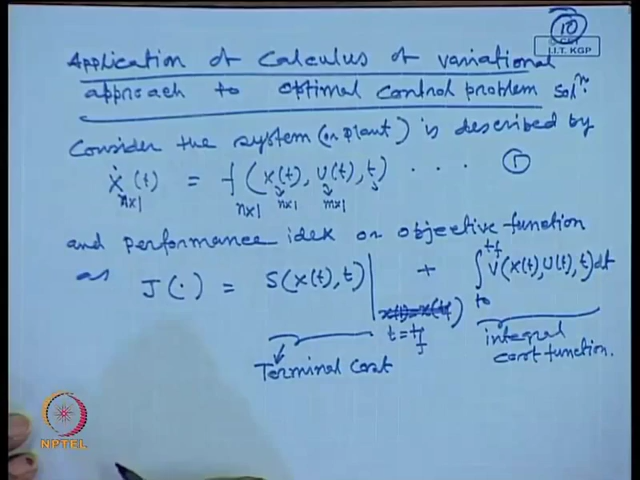 10
© CET
I.I.T. KGP
Application of Calculus of variational
approach to optimal control problem solⁿ.
Consider the system (or plant) is described by
Ẋ(t) = f(X(t), U(t), t) . . . ①
n×1 n×1 n×1 m×1
and performance idex or objective function
as J(·) = S(X(t), t) | + ∫ V(X(t), U(t), t) dt
t = tf t0 tf
Terminal Cost
integral
cost function.
NPTEL